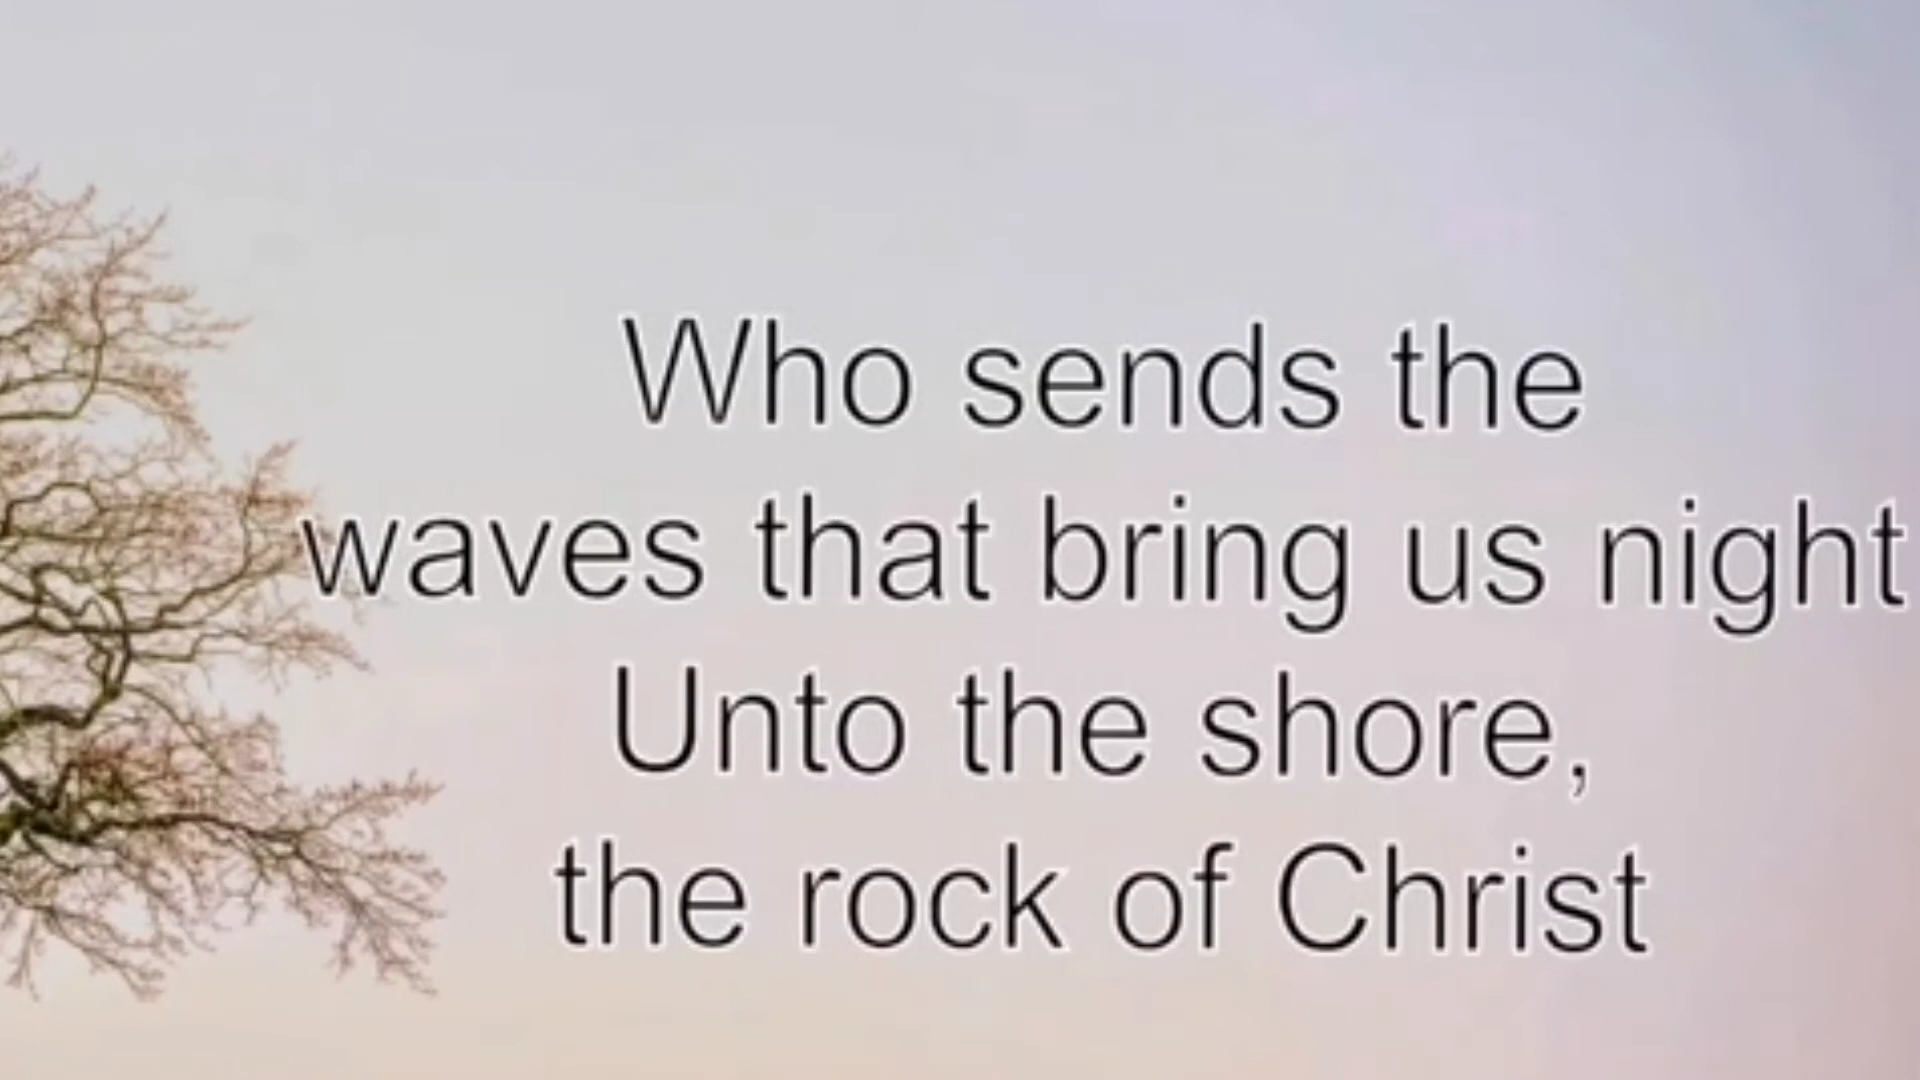 Who sends the
waves that bring us night
Unto the shore,
the rock of Christ